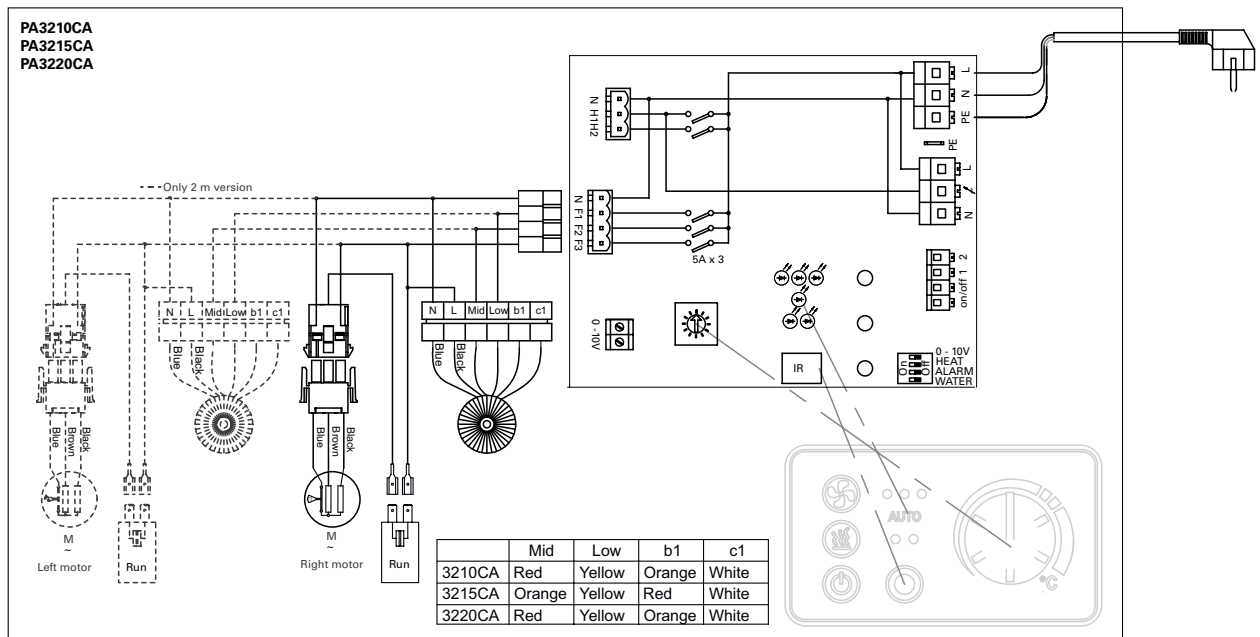 PA3210CA
PA3215CA
PA3220CA
L
N
PE
PE
N H1H2
L
N
Only 2 m version
N F1 F2 F3
5A x 3
on/off 1 2
N L Mid Low b1 c1
N L Mid Low b1 c1
0 - 10V
IR
On
Off
0 - 10V
HEAT
ALARM
WATER
Blue
Black
Blue
Black
Blue
Brown
Black
Blue
Brown
Black
AUTO
°C
M
~
Left motor
Run
M
~
Right motor
Run
Mid Low b1 c1
3210CA Red Yellow Orange White
3215CA Orange Yellow Red White
3220CA Red Yellow Orange White